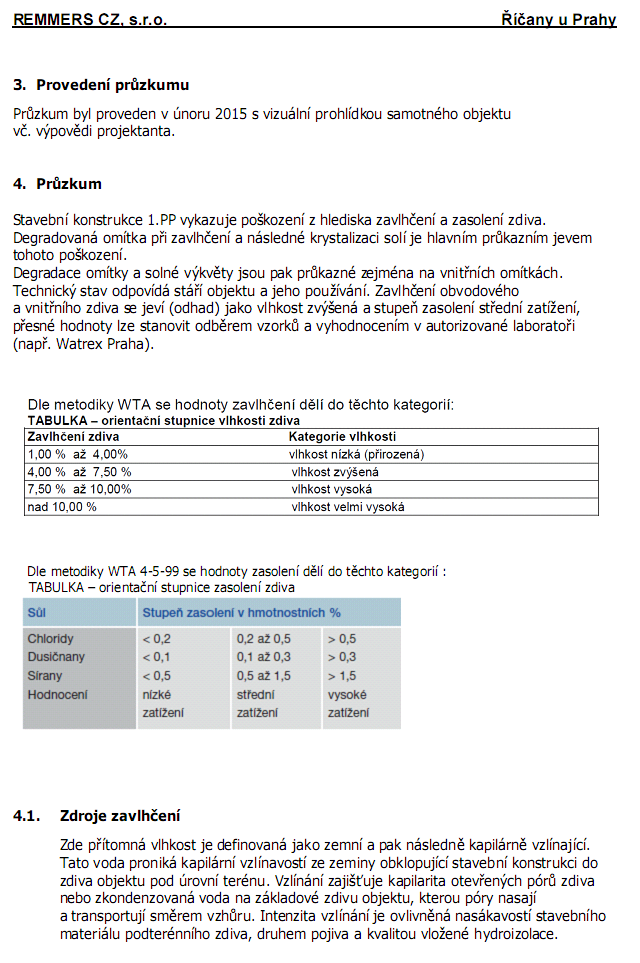 REMMERS CZ, s.r.o. Říčany u Prahy
3. Provedení průzkumu
Průzkum byl proveden v únoru 2015 s vizuální prohlídkou samotného objektu
vč. výpovědi projektanta.
4. Průzkum
Stavební konstrukce 1.PP vykazuje poškození z hlediska zavlhčení a zasolení zdiva.
Degradovaná omítka při zavlhčení a následné krystalizaci solí je hlavním průkazním jevem
tohoto poškození.
Degradace omítky a solné výkvěty jsou pak průkazné zejména na vnitřních omítkách.
Technický stav odpovídá stáří objektu a jeho používání. Zavlhčení obvodového
a vnitřního zdiva se jeví (odhad) jako vlhkost zvýšená a stupeň zasolení střední zatížení,
přesné hodnoty lze stanovit odběrem vzorků a vyhodnocením v autorizované laboratoři
(např. Watrex Praha).
Dle metodiky WTA se hodnoty zavlhčení dělí do těchto kategorií:
TABULKA – orientační stupnice vlhkosti zdiva
Zavlhčení zdiva Kategorie vlhkosti
1,00 % až 4,00% vlhkost nízká (přirozená)
4,00 % až 7,50 % vlhkost zvýšená
7,50 % až 10,00% vlhkost vysoká
nad 10,00 % vlhkost velmi vysoká
Dle metodiky WTA 4-5-99 se hodnoty zasolení dělí do těchto kategorií :
TABULKA – orientační stupnice zasolení zdiva
Sůl Stupeň zasolení v hmotnostních %
Chloridy < 0,2 0,2 až 0,5 > 0,5
Dusičnany < 0,1 0,1 až 0,3 > 0,3
Sírany < 0,5 0,5 až 1,5 > 1,5
Hodnocení nízké střední vysoké
zatížení zatížení zatížení
4.1. Zdroje zavlhčení
Zde přítomná vlhkost je definovaná jako zemní a pak následně kapilárně vzlínající.
Tato voda proniká kapilární vzlínavostí ze zeminy obklopující stavební konstrukci do
zdiva objektu pod úrovní terénu. Vzlínání zajišťuje kapilarita otevřených pórů zdiva
nebo zkondenzovaná voda na základové zdivu objektu, kterou póry nasají
a transportují směrem vzhůru. Intenzita vzlínání je ovlivněna nasákavostí stavebního
materiálu podterénního zdiva, druhem pojiva a kvalitou vložené hydroizolace.